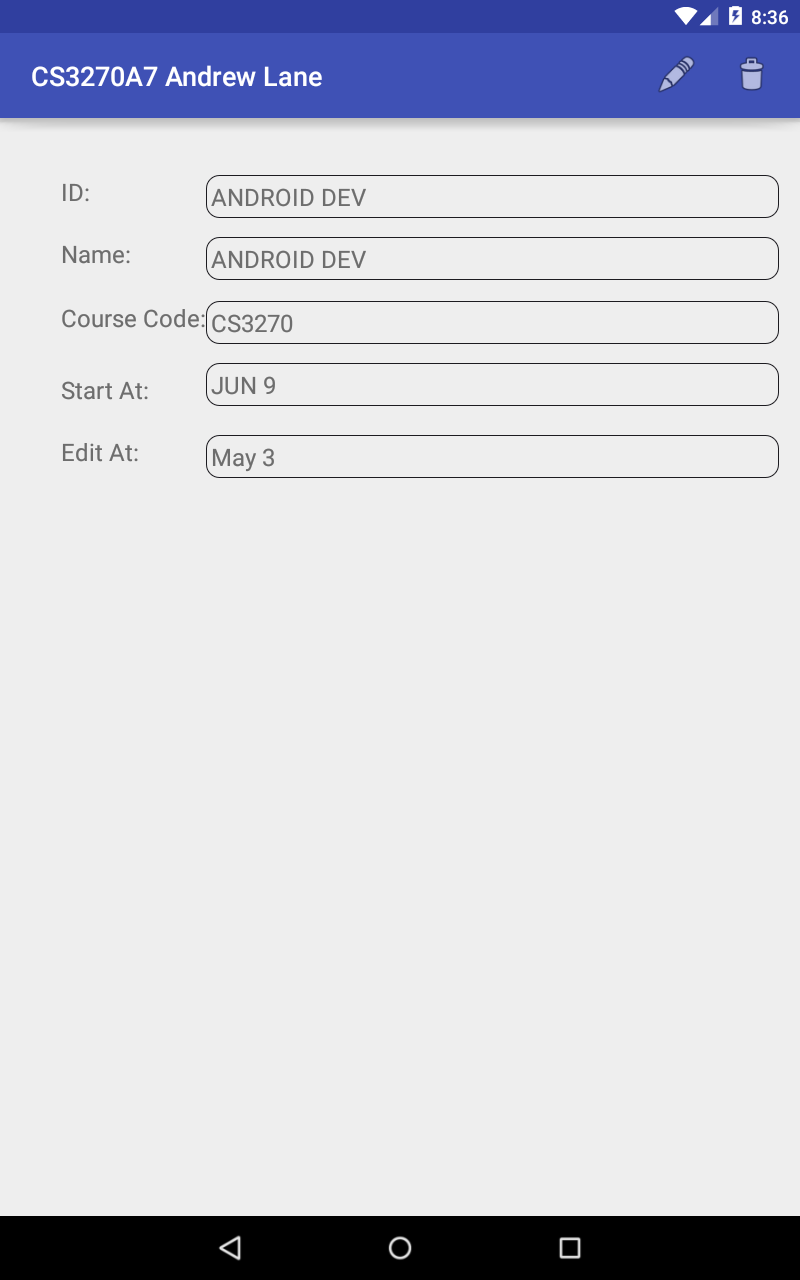 8:36
CS3270A7 Andrew Lane
ID: ANDROID DEV
Name: ANDROID DEV
Course Code: CS3270
Start At: JUN 9
Edit At: May 3